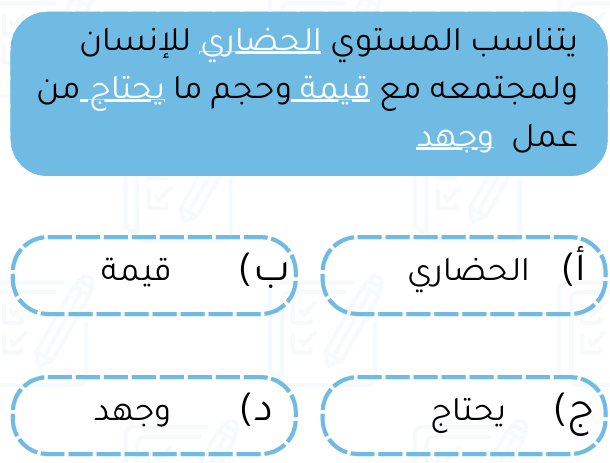 يتناسب المستوي الحضاري للإنسان
ولمجتمعه مع قيمة وحجم ما يحتاج من
عمل وجهد
أ) الحضاري
ب) قيمة
ج) يحتاج
د) وجهد